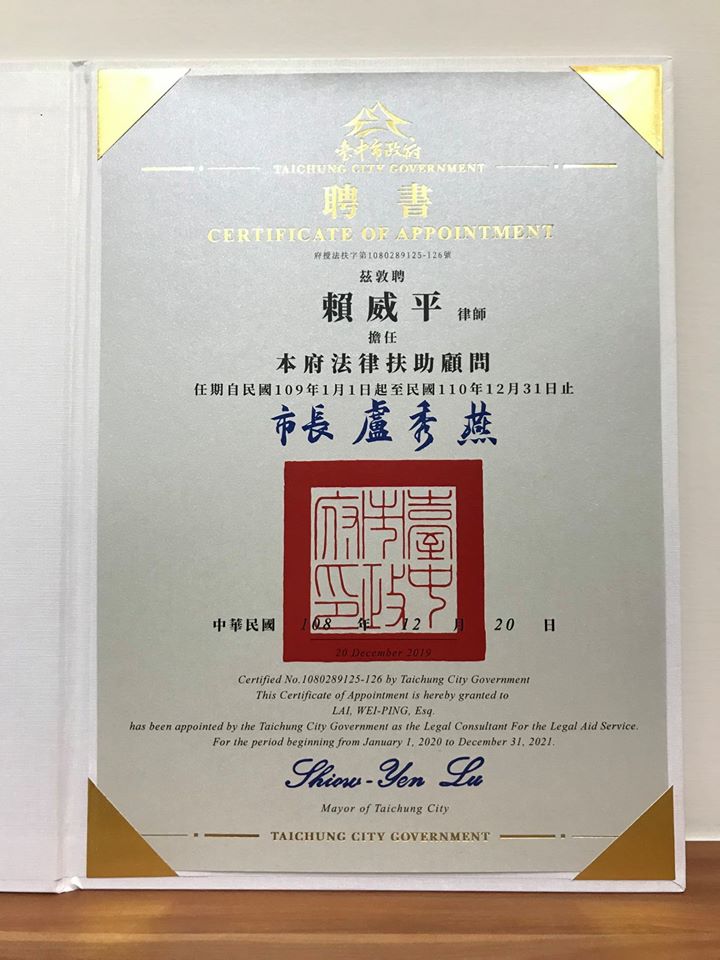 臺中市政府
TAICHUNG CITY GOVERNMENT
聘書
CERTIFICATE OF APPOINTMENT
府授法扶字第1080289125-126號
茲敦聘
賴威平 律師
擔任
本府法律扶助顧問
任期自民國109年1月1日起至民國110年12月31日止
市長 盧秀燕
臺中市政府印
中華民國 108 年 12 月 20 日
20 December 2019
Certified No.1080289125-126 by Taichung City Government
This Certificate of Appointment is hereby granted to
LAI, WEI-PING, Esq.
has been appointed by the Taichung City Government as the Legal Consultant For the Legal Aid Service.
For the period beginning from January 1, 2020 to December 31, 2021.
Shiow-Yen Lu
Mayor of Taichung City
TAICHUNG CITY GOVERNMENT